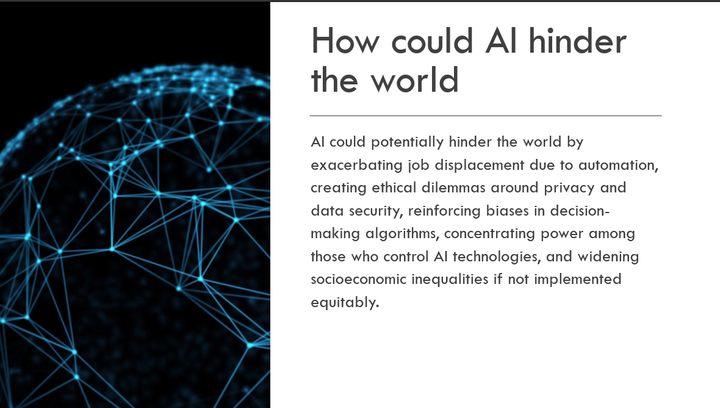 How could AI hinder
the world
AI could potentially hinder the world by
exacerbating job displacement due to automation,
creating ethical dilemmas around privacy and
data security, reinforcing biases in decision-
making algorithms, concentrating power among
those who control AI technologies, and widening
socioeconomic inequalities if not implemented
equitably.